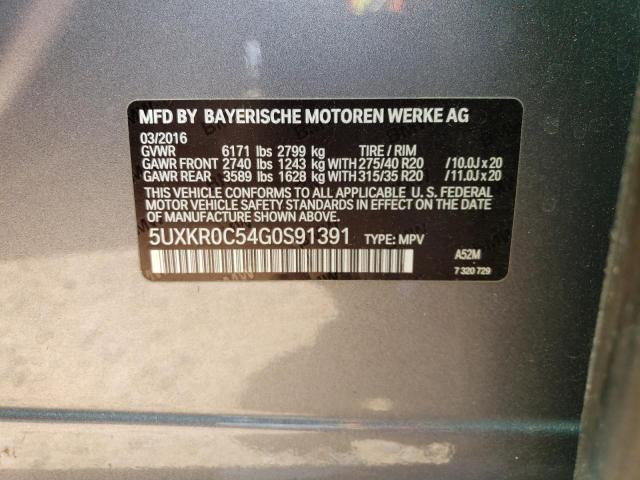 MFD BY BAYERISCHE MOTOREN WERKE AG
03/2016
GVWR 6171 lbs 2799 kg TIRE / RIM
GAWR FRONT 2740 lbs 1243 kg WITH 275/40 R20 /10.0J x 20
GAWR REAR 3589 lbs 1628 kg WITH 315/35 R20 /11.0J x 20
THIS VEHICLE CONFORMS TO ALL APPLICABLE U. S. FEDERAL
MOTOR VEHICLE SAFETY STANDARDS IN EFFECT
ON THE DATE OF MANUFACTURE SHOWN ABOVE.
5UXKR0C54G0S91391 TYPE: MPV
A52M
7 320 729